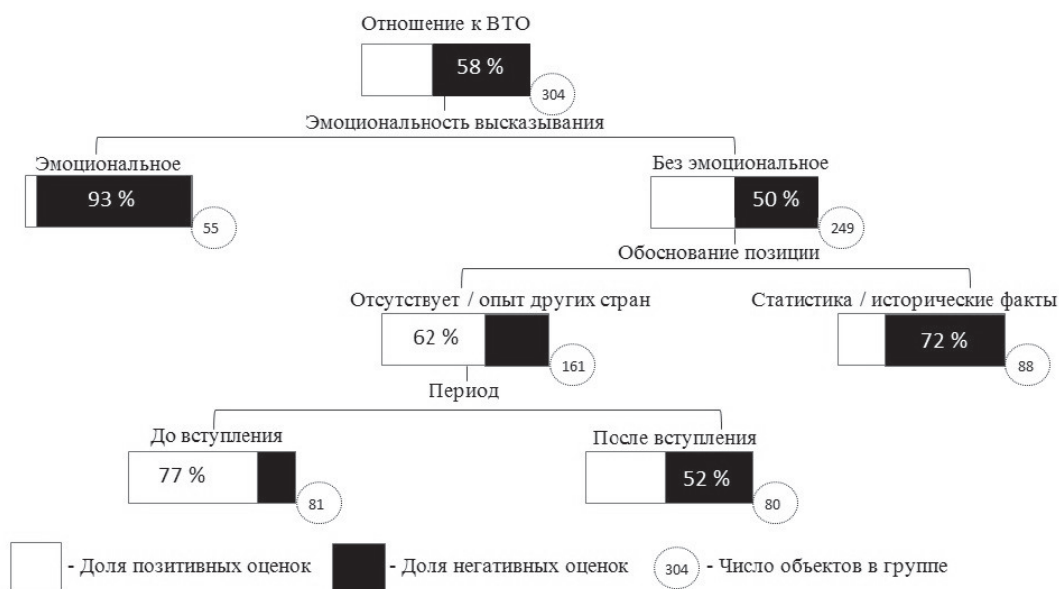 Отношение к ВТО
58 %
304
Эмоциональность высказывания
Эмоциональное
Без эмоциональное
93 %
50 %
55
249
Обоснование позиции
Отсутствует / опыт других стран
Статистика / исторические факты
62 %
72 %
161
88
Период
До вступления
После вступления
77 %
52 %
81
80
- Доля позитивных оценок
- Доля негативных оценок
304
- Число объектов в группе